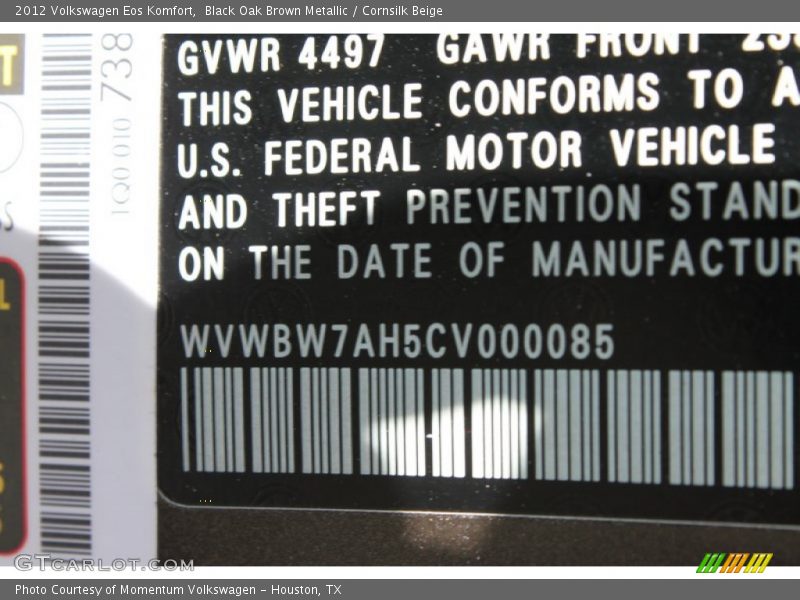 2012 Volkswagen Eos Komfort,  Black Oak Brown Metallic / Cornsilk Beige
T
1Q0 010 738
GVWR 4497 GAWR FRONT
THIS VEHICLE CONFORMS TO A
U.S. FEDERAL MOTOR VEHICLE
AND THEFT PREVENTION STAND
ON THE DATE OF MANUFACTUR
WVWBW7AH5CV000085
GTcarlot.com
Photo Courtesy of Momentum Volkswagen – Houston, TX